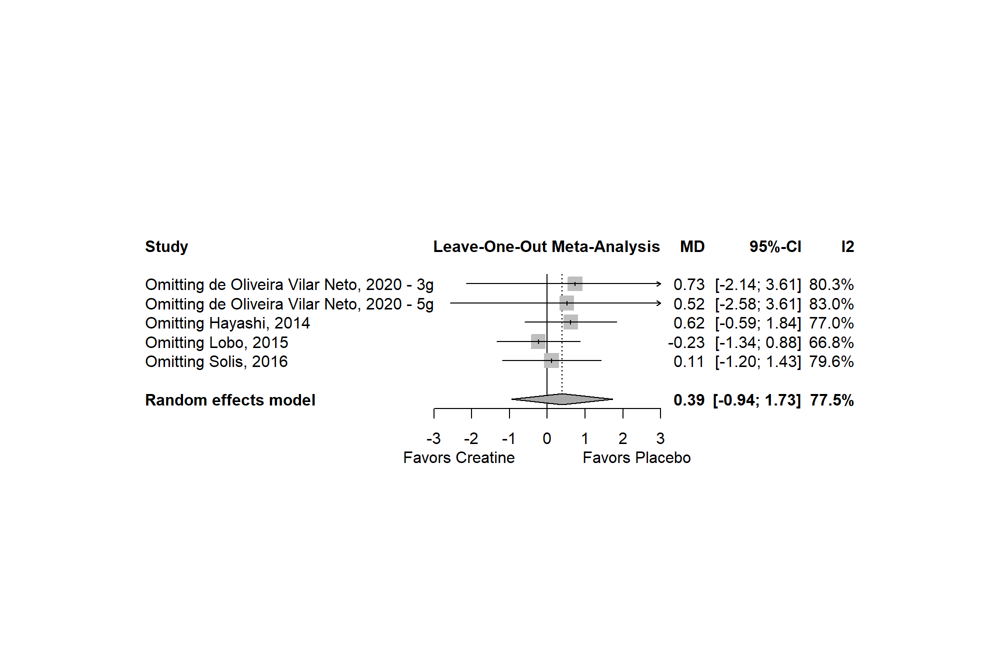 Study Leave-One-Out Meta-Analysis MD 95%-CI I2
Omitting de Oliveira Vilar Neto, 2020 - 3g 0.73 [-2.14; 3.61] 80.3%
Omitting de Oliveira Vilar Neto, 2020 - 5g 0.52 [-2.58; 3.61] 83.0%
Omitting Hayashi, 2014 0.62 [-0.59; 1.84] 77.0%
Omitting Lobo, 2015 -0.23 [-1.34; 0.88] 66.8%
Omitting Solis, 2016 0.11 [-1.20; 1.43] 79.6%
Random effects model 0.39 [-0.94; 1.73] 77.5%
-3 -2 -1 0 1 2 3
Favors Creatine Favors Placebo